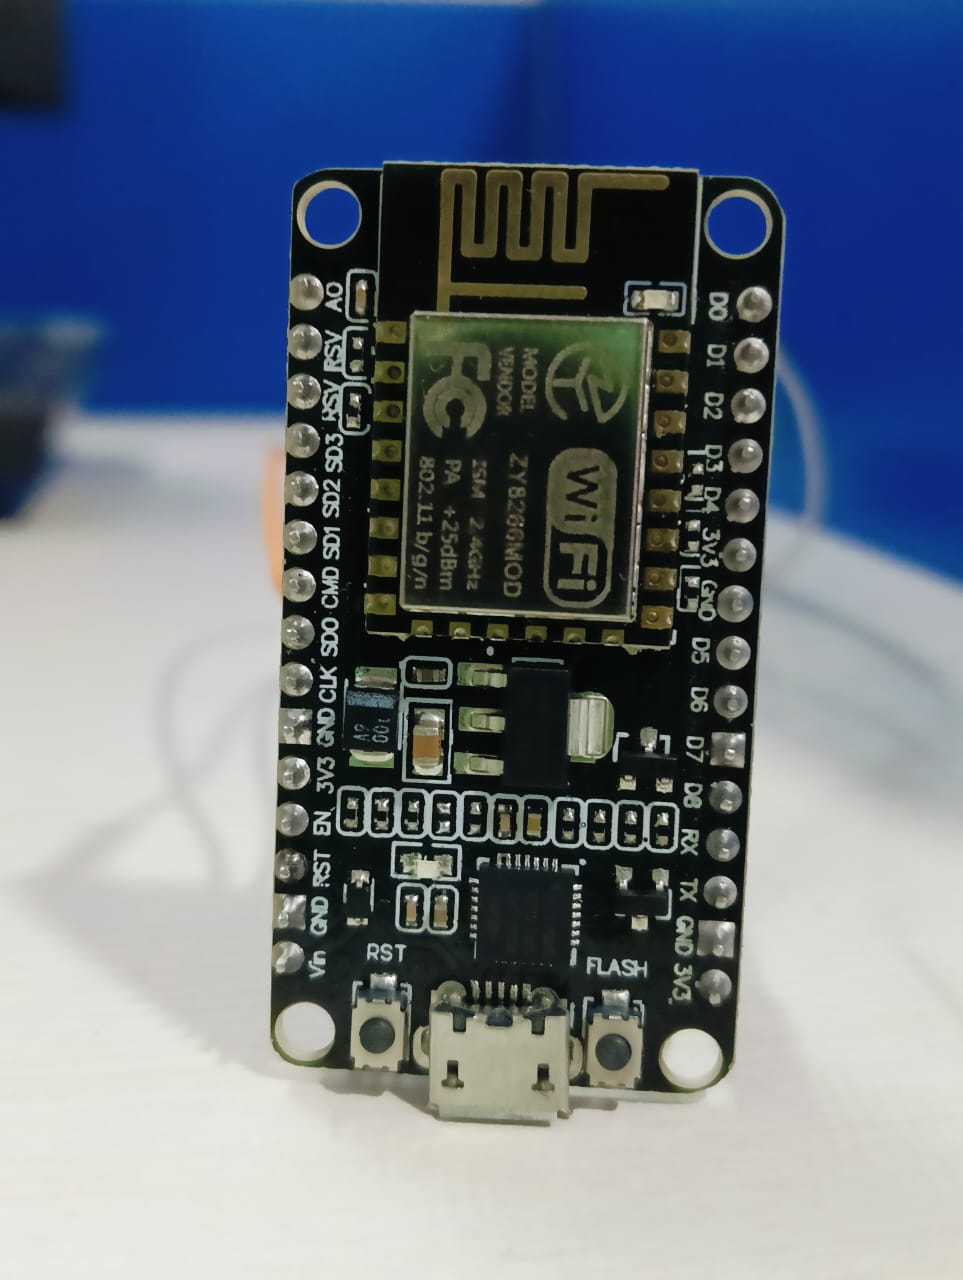 A0
RSV
RSV
SD3
SD2
SD1
CMD
SD0
CLK
GND
3V3
EN
RST
GND
Vin
D0
D1
D2
D3
D4
3V3
GND
D5
D6
D7
D8
RX
TX
GND
3V3
MODEL
VENDOR
FC
WiFi
ZY8266MOD
ISM 2.4GHz
PA +25dBm
802.11 b/g/n
RST
FLASH